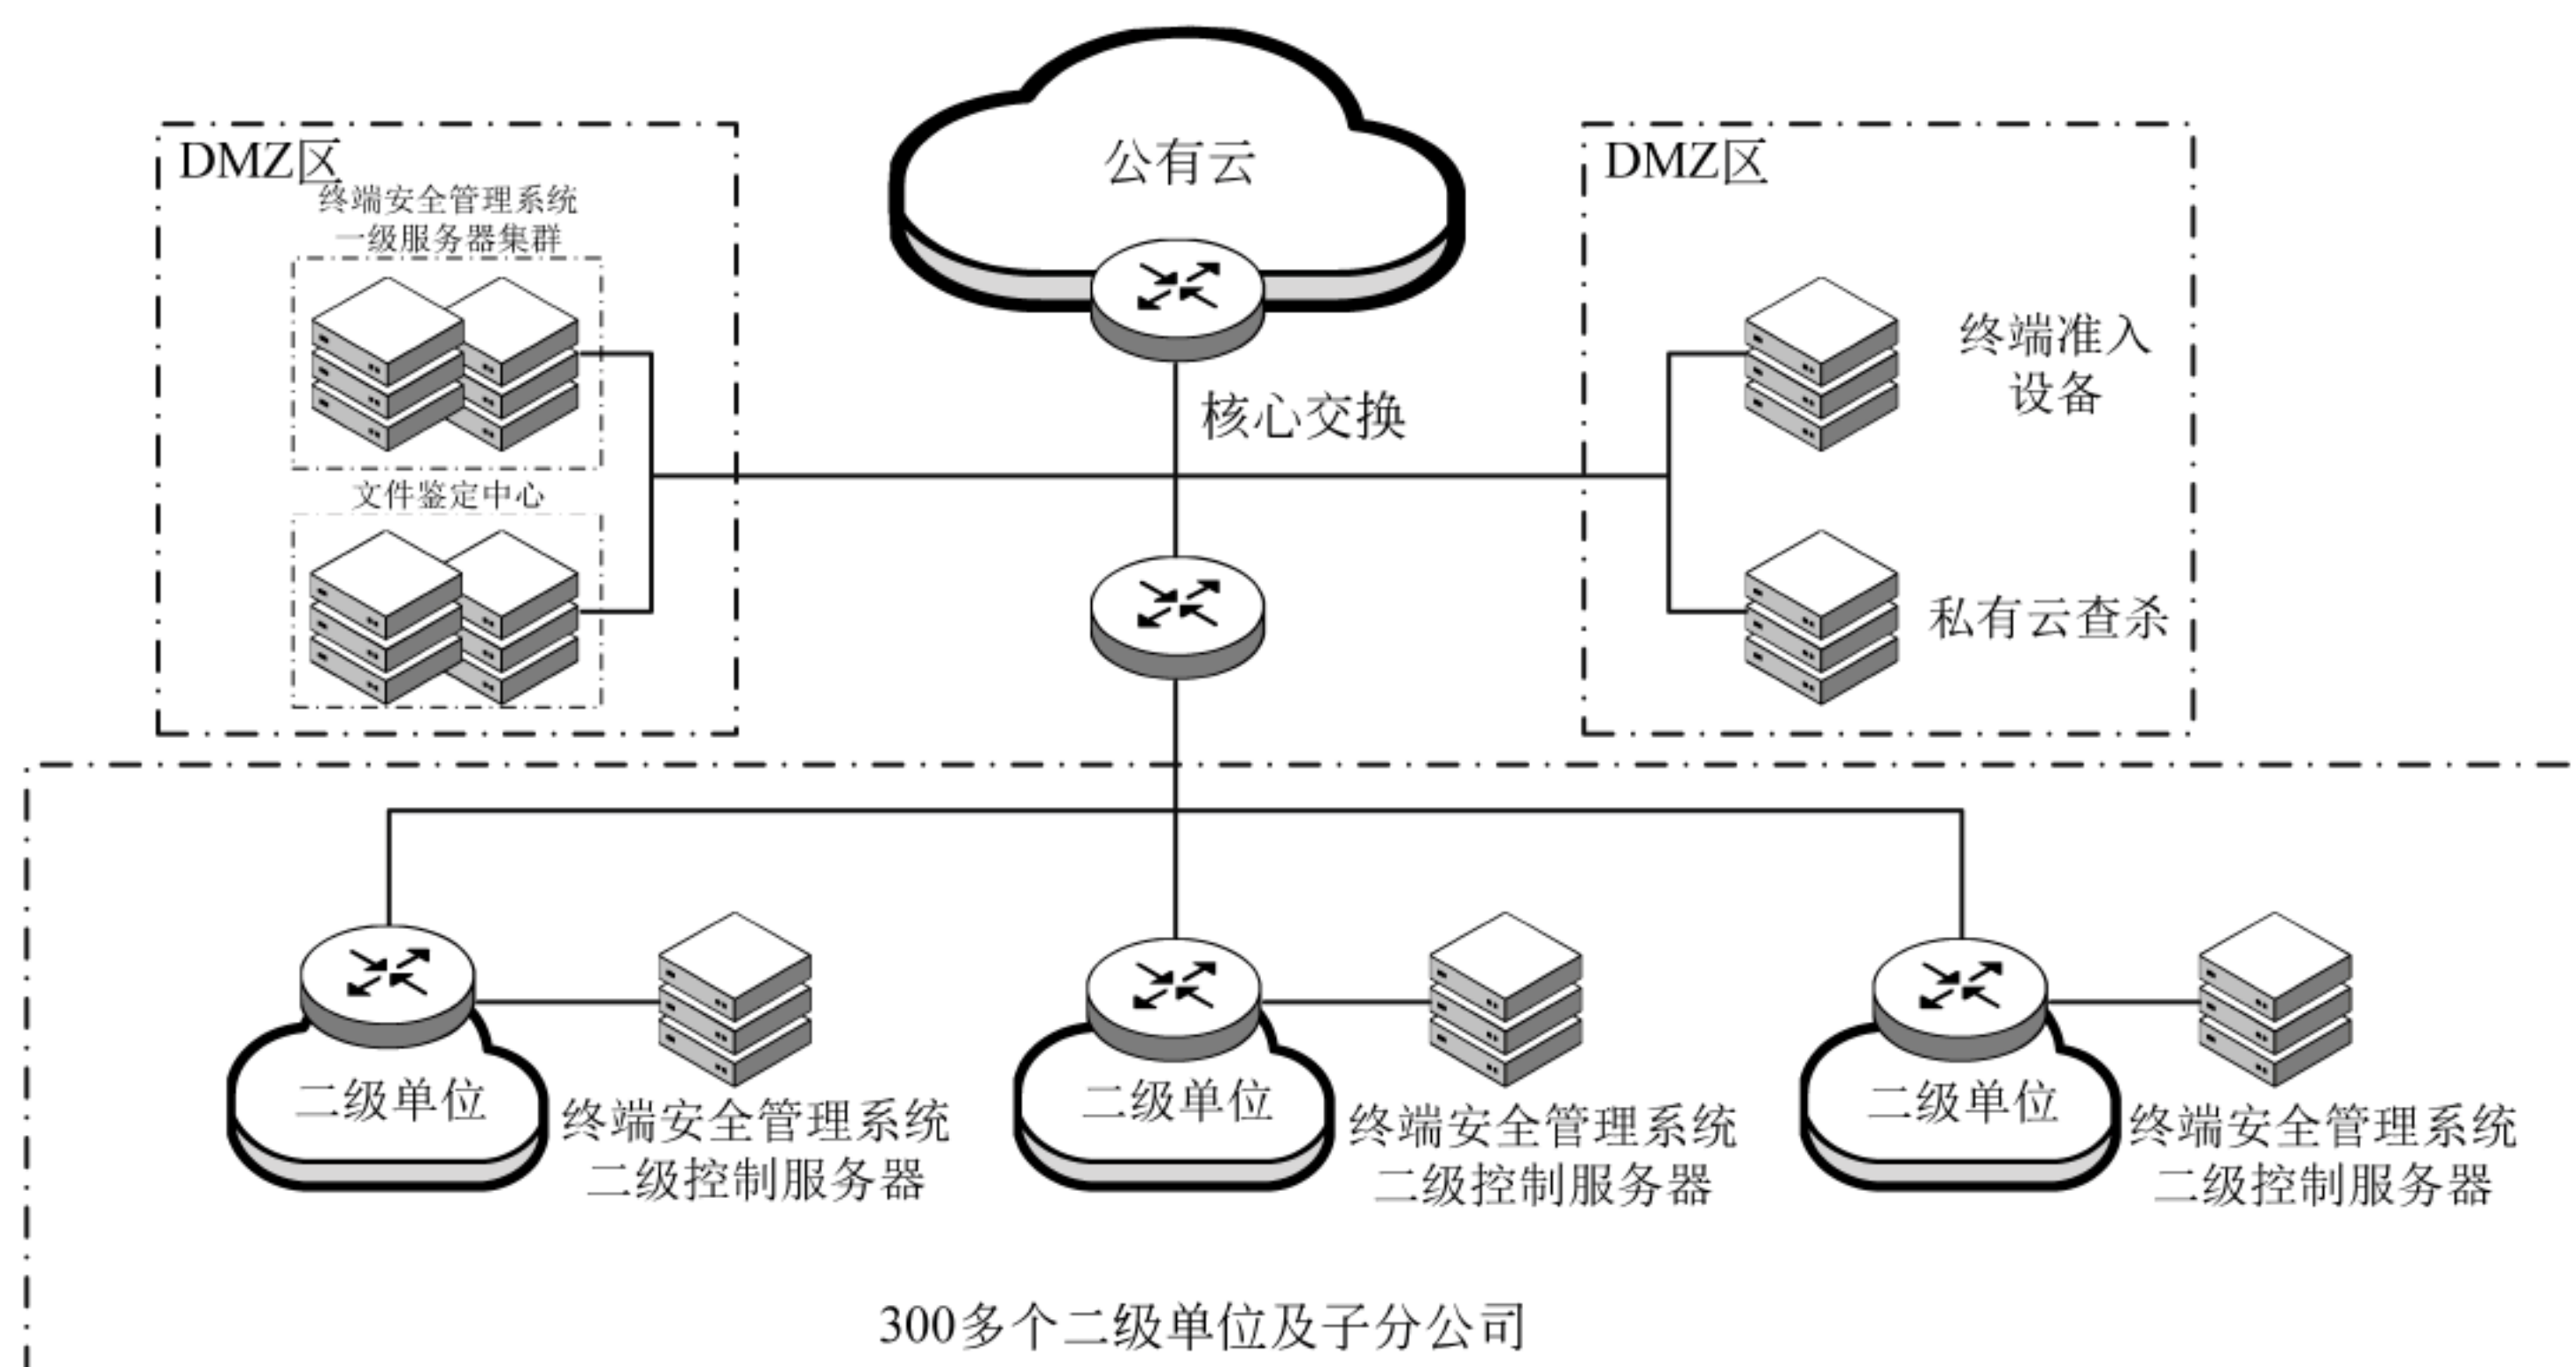 公有云
DMZ区
终端安全管理系统
一级服务器集群
文件鉴定中心
核心交换
DMZ区
终端准入
设备
私有云查杀
二级单位
终端安全管理系统
二级控制服务器
二级单位
终端安全管理系统
二级控制服务器
二级单位
终端安全管理系统
二级控制服务器
300多个二级单位及子分公司